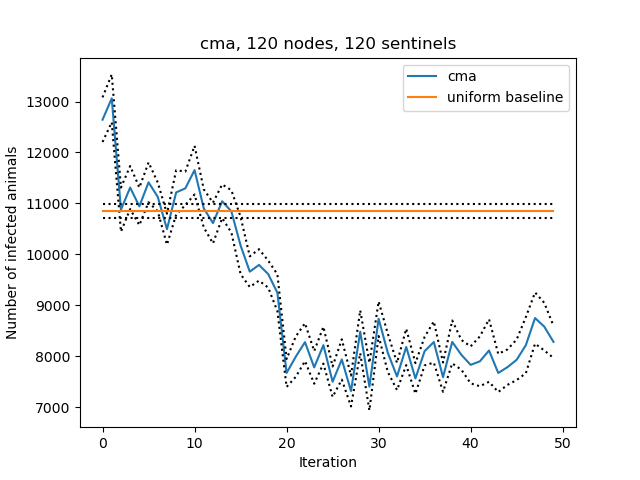 cma, 120 nodes, 120 sentinels
cma
uniform baseline
Number of infected animals
13000
12000
11000
10000
9000
8000
7000
0 10 20 30 40 50
Iteration